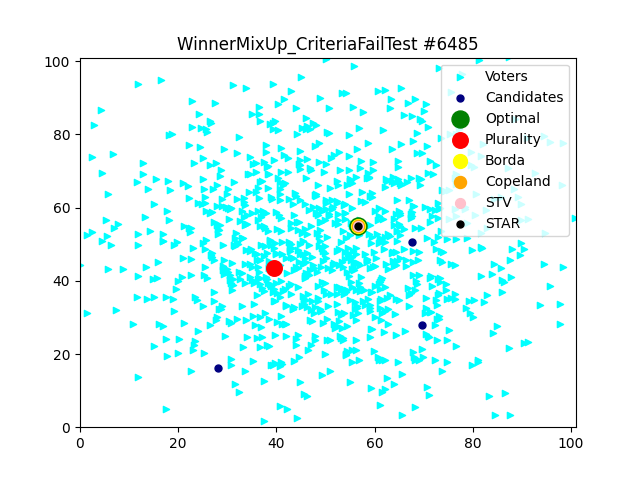 WinnerMixUp_CriteriaFailTest #6485
100
80
60
40
20
0
0 20 40 60 80 100
Voters
Candidates
Optimal
Plurality
Borda
Copeland
STV
STAR